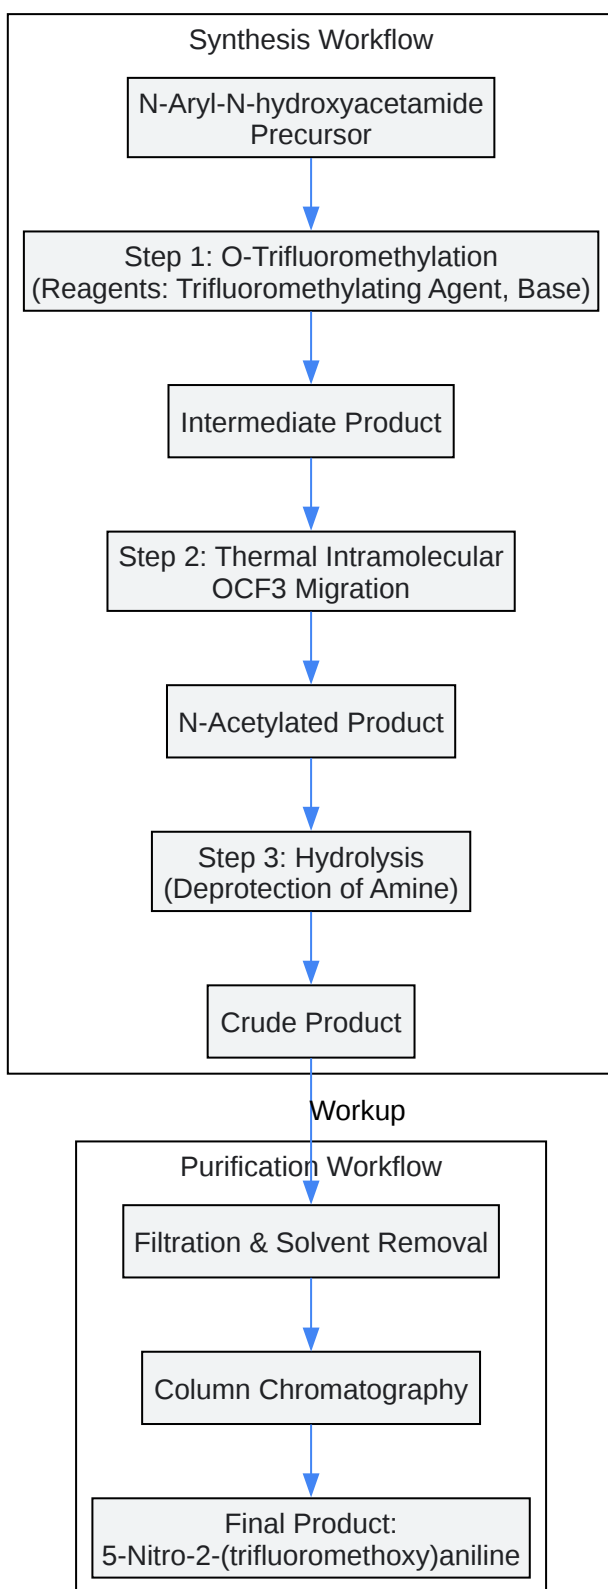 Synthesis Workflow
N-Aryl-N-hydroxyacetamide
Precursor
Step 1: O-Trifluoromethylation
(Reagents: Trifluoromethylating Agent, Base)
Intermediate Product
Step 2: Thermal Intramolecular
OCF3 Migration
N-Acetylated Product
Step 3: Hydrolysis
(Deprotection of Amine)
Crude Product
Workup
Purification Workflow
Filtration & Solvent Removal
Column Chromatography
Final Product:
5-Nitro-2-(trifluoromethoxy)aniline